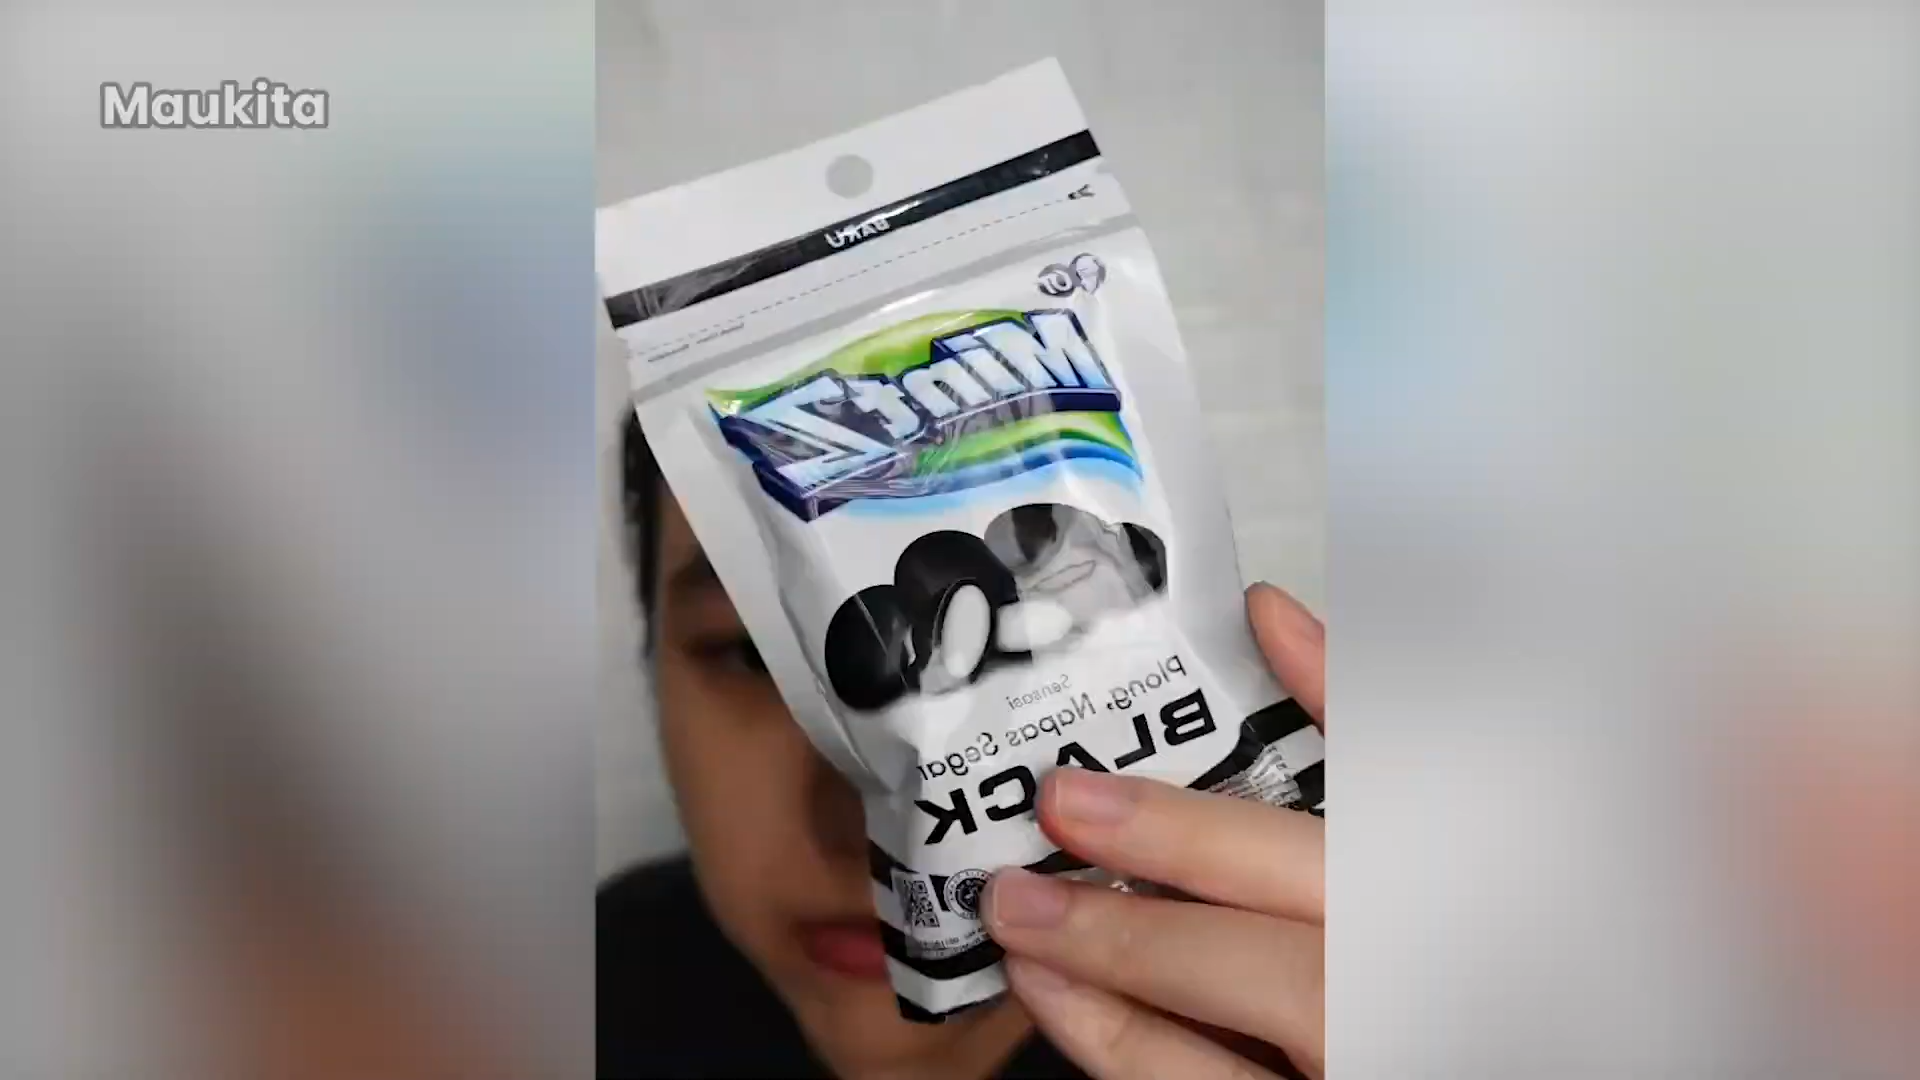 Maukita
BARU
MintZ
Sensasi
Plong, Napas Segar
BLACK